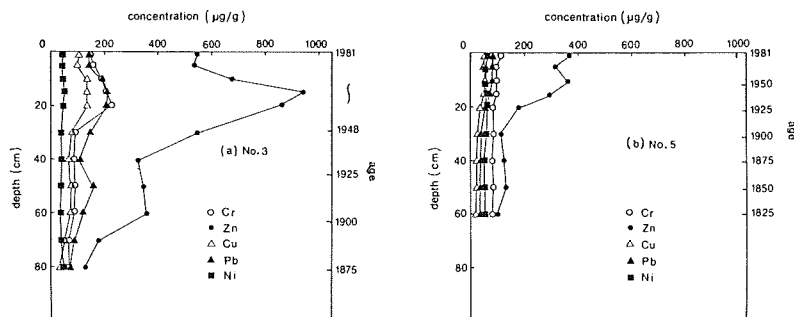 concentration (µg/g)
0 200 400 600 800 1000
0
20
40
60
80
depth (cm)
1981
1948
1925
1900
1875
age
(a) No.3
Cr
Zn
Cu
Pb
Ni
concentration (µg/g)
0 200 400 600 800 1000
0
20
40
60
80
depth (cm)
1981
1950
1925
1900
1875
1850
1825
age
(b) No.5
Cr
Zn
Cu
Pb
Ni